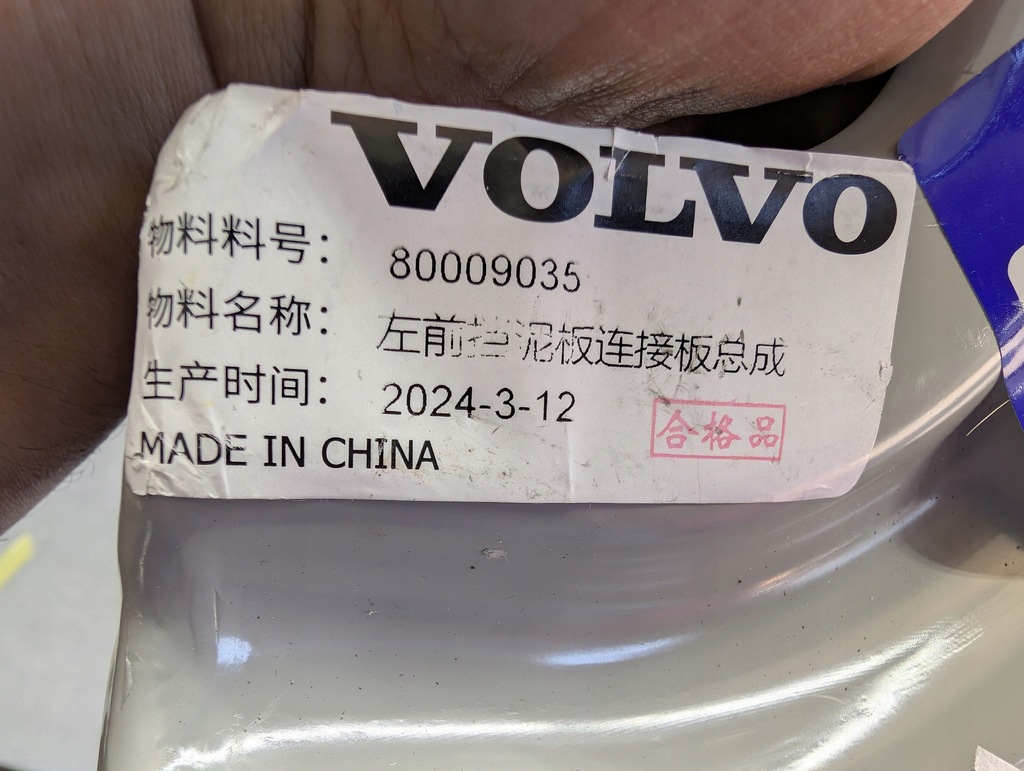 VOLVO
物料料号： 80009035
物料名称： 左前挡泥板连接板总成
生产时间： 2024-3-12
合格品
MADE IN CHINA